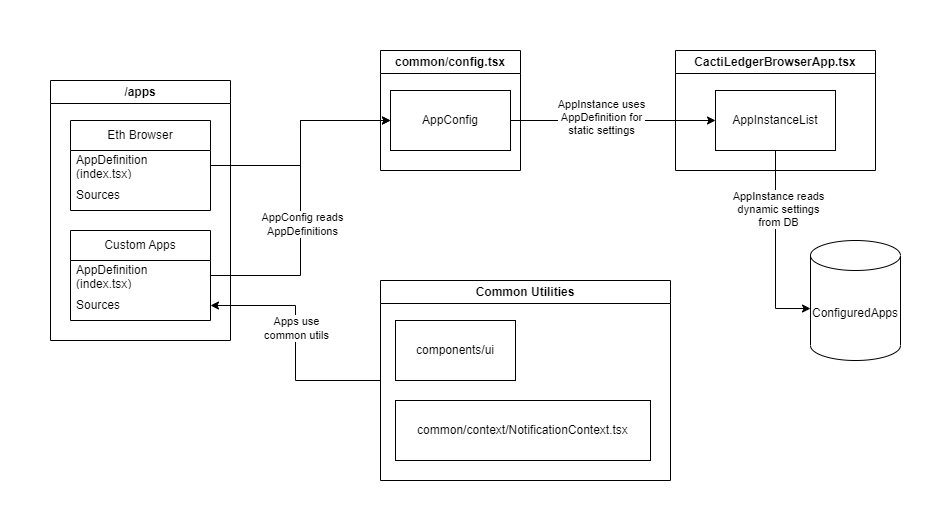 /apps
Eth Browser
AppDefinition
(index.tsx)
Sources
Custom Apps
AppDefinition
(index.tsx)
Sources
AppConfig reads
AppDefinitions
common/config.tsx
AppConfig
AppInstance uses
AppDefinition for
static settings
CactiLedgerBrowserApp.tsx
AppInstanceList
AppInstance reads
dynamic settings
from DB
ConfiguredApps
Apps use
common utils
Common Utilities
components/ui
common/context/NotificationContext.tsx